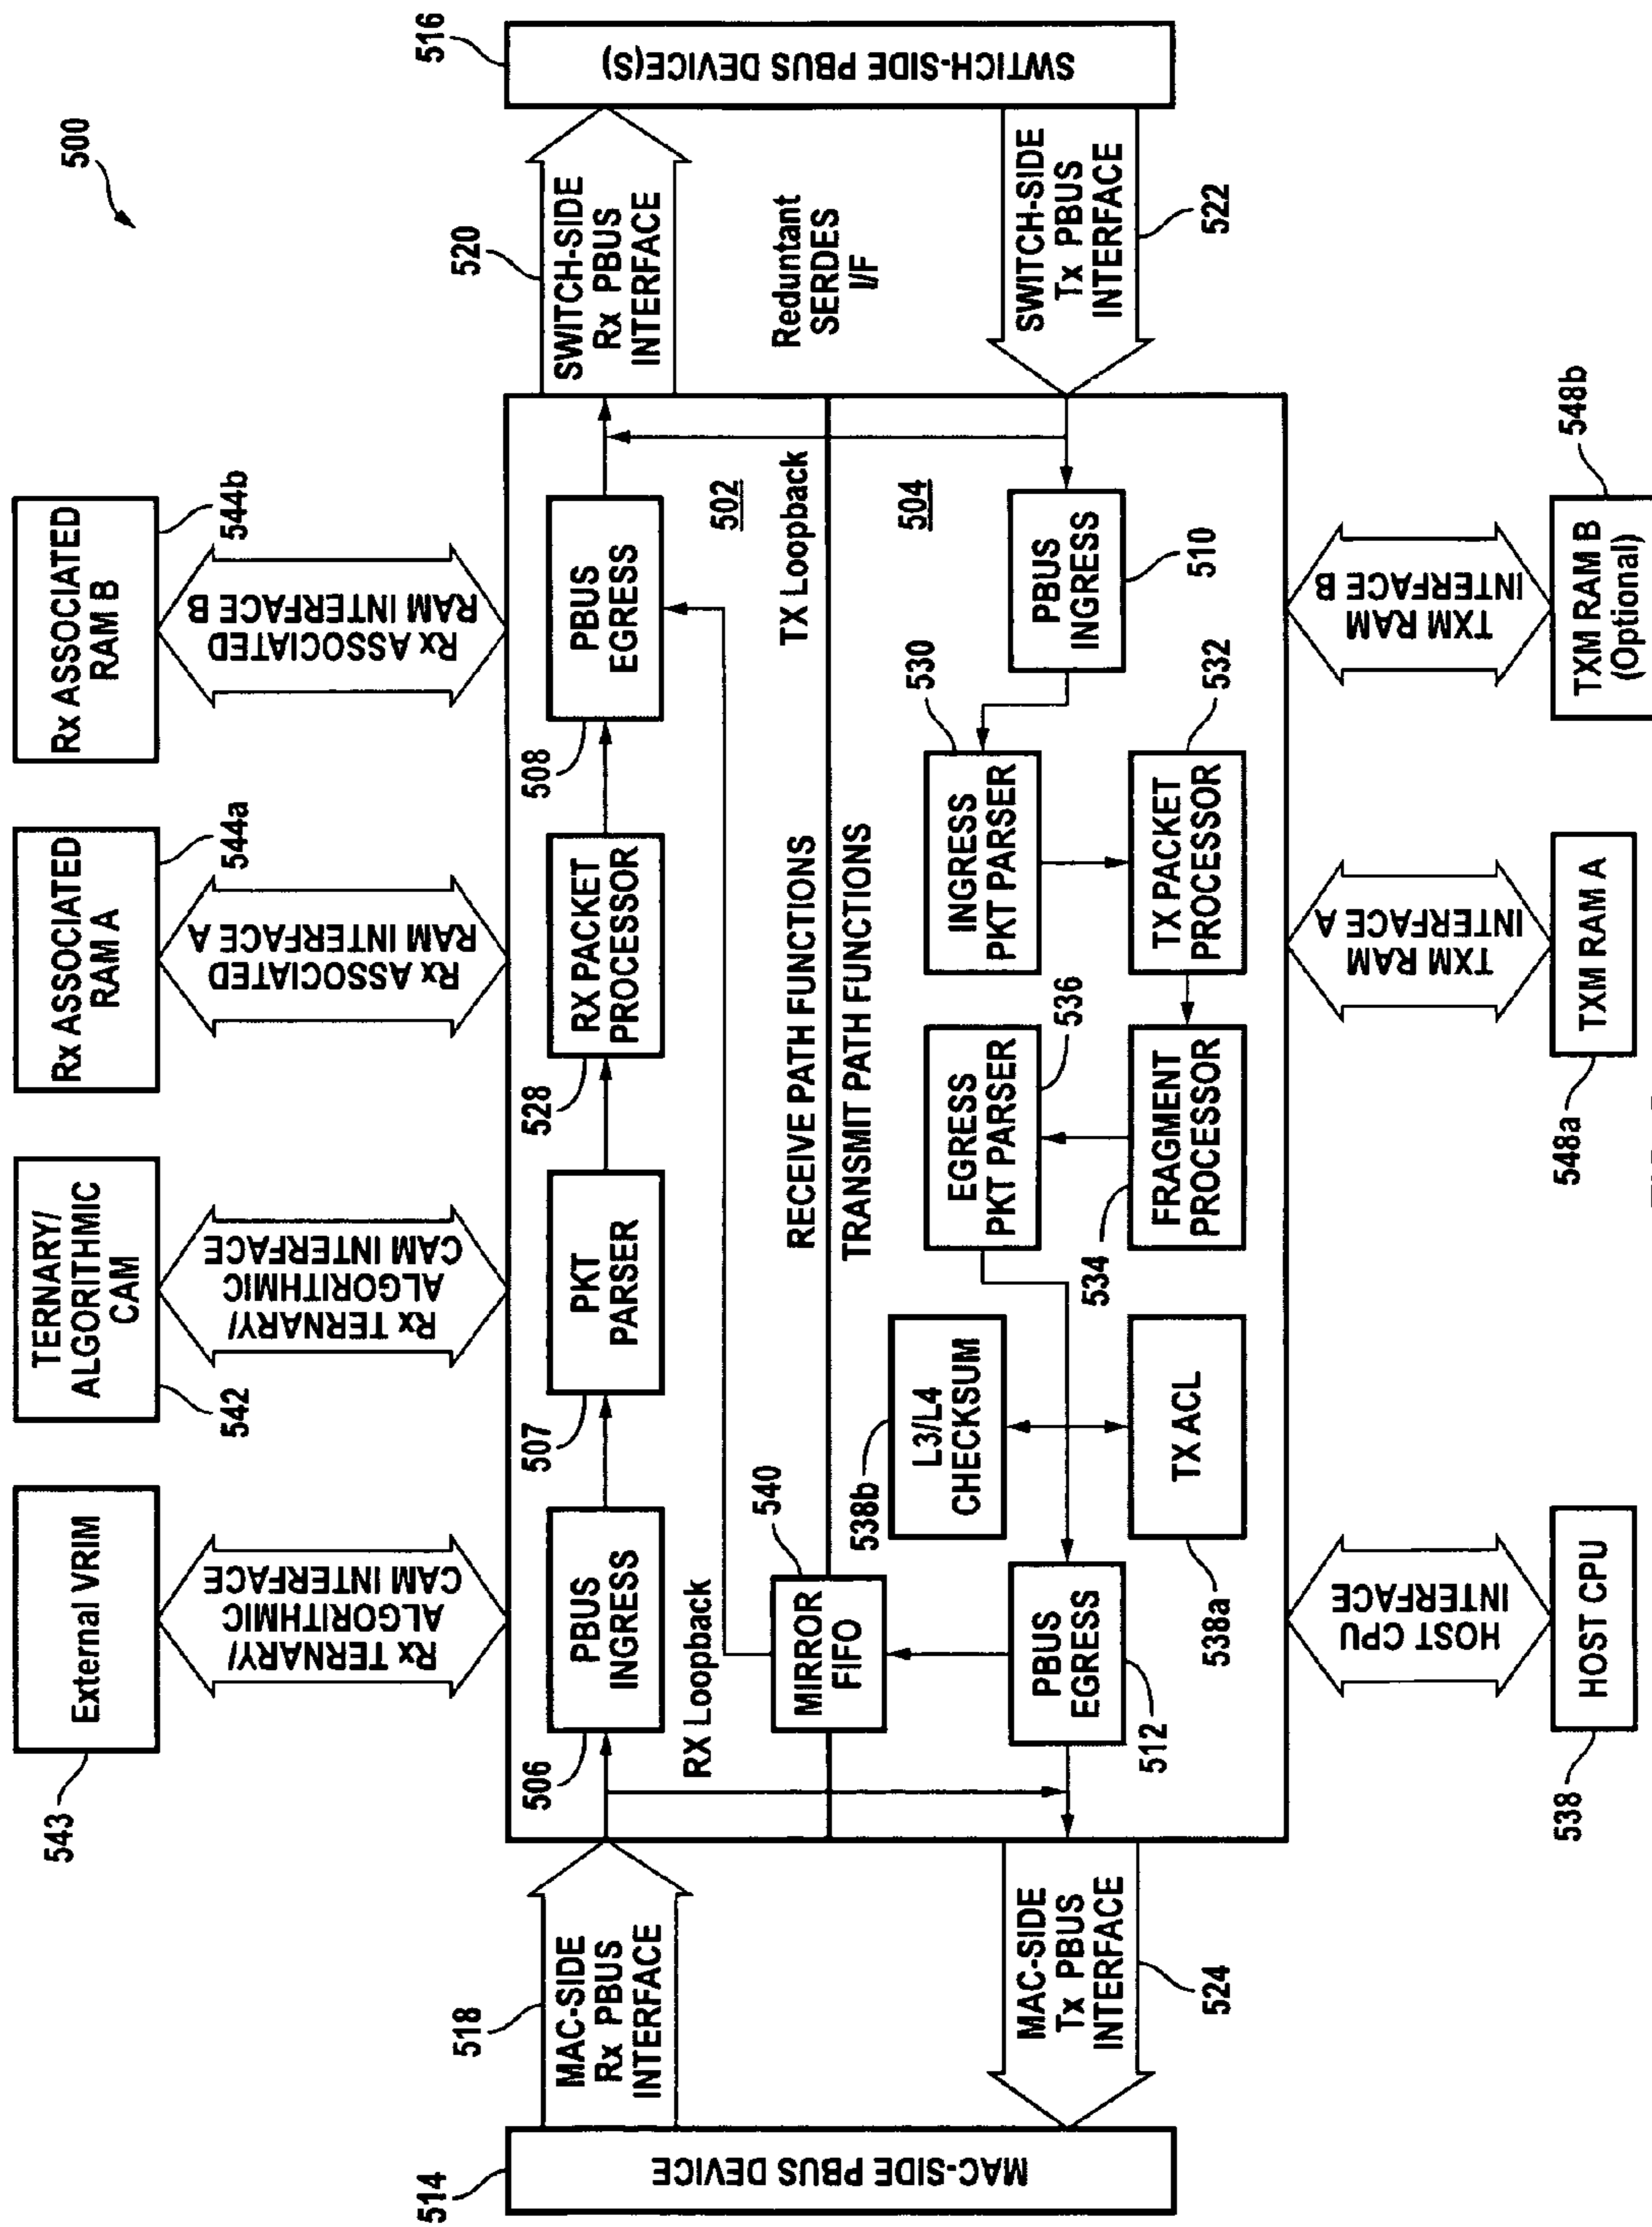 500
External VRIM
543
TERNARY/
ALGORITHMIC
CAM
542
Rx ASSOCIATED
RAM A
544a
Rx ASSOCIATED
RAM B
544b
Rx TERNARY/
ALGORITHMIC
CAM INTERFACE
Rx TERNARY/
ALGORITHMIC
CAM INTERFACE
Rx ASSOCIATED
RAM INTERFACE A
Rx ASSOCIATED
RAM INTERFACE B
514
MAC-SIDE PBUS DEVICE
518
MAC-SIDE
Rx PBUS
INTERFACE
506
PBUS
INGRESS
507
PKT
PARSER
528
RX PACKET
PROCESSOR
508
PBUS
EGRESS
520
SWITCH-SIDE
Rx PBUS
INTERFACE
516
SWTICH-SIDE PBUS DEVICE(S)
RX Loopback
502
Reduntant
SERDES
I/F
540
MIRROR
FIFO
RECEIVE PATH FUNCTIONS
TX Loopback
TRANSMIT PATH FUNCTIONS
504
538b
L3/L4
CHECKSUM
EGRESS
PKT PARSER
536
530
INGRESS
PKT PARSER
MAC-SIDE
Tx PBUS
INTERFACE
524
PBUS
EGRESS
512
PBUS
INGRESS
510
SWITCH-SIDE
Tx PBUS
INTERFACE
522
TX ACL
538a
534
FRAGMENT
PROCESSOR
TX PACKET
PROCESSOR
532
HOST CPU
INTERFACE
TXM RAM
INTERFACE A
TXM RAM
INTERFACE B
538
HOST CPU
548a
TXM RAM A
TXM RAM B
(Optional)
548b